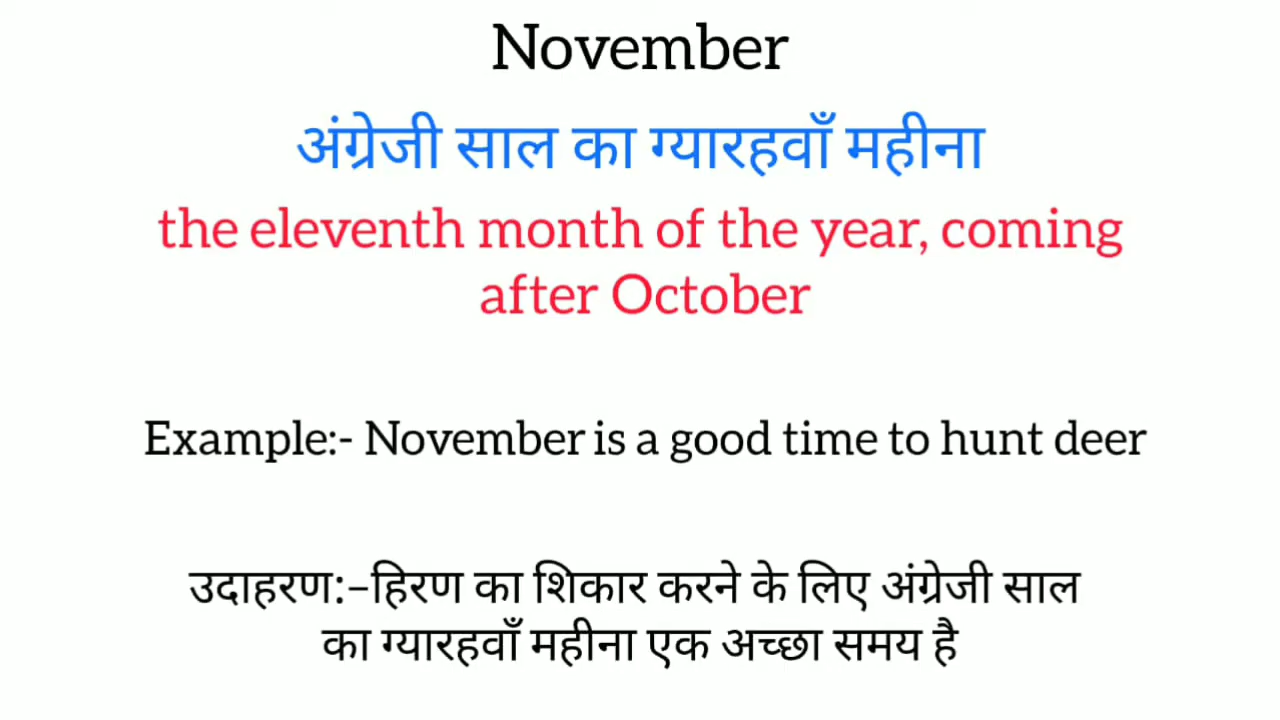 November
अंग्रेजी साल का ग्यारहवाँ महीना
the eleventh month of the year, coming
after October
Example:- November is a good time to hunt deer
उदाहरण:–हिरण का शिकार करने के लिए अंग्रेजी साल
का ग्यारहवाँ महीना एक अच्छा समय है